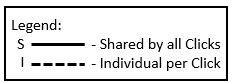 Legend:
S - Shared by all Clicks
I - Individual per Click